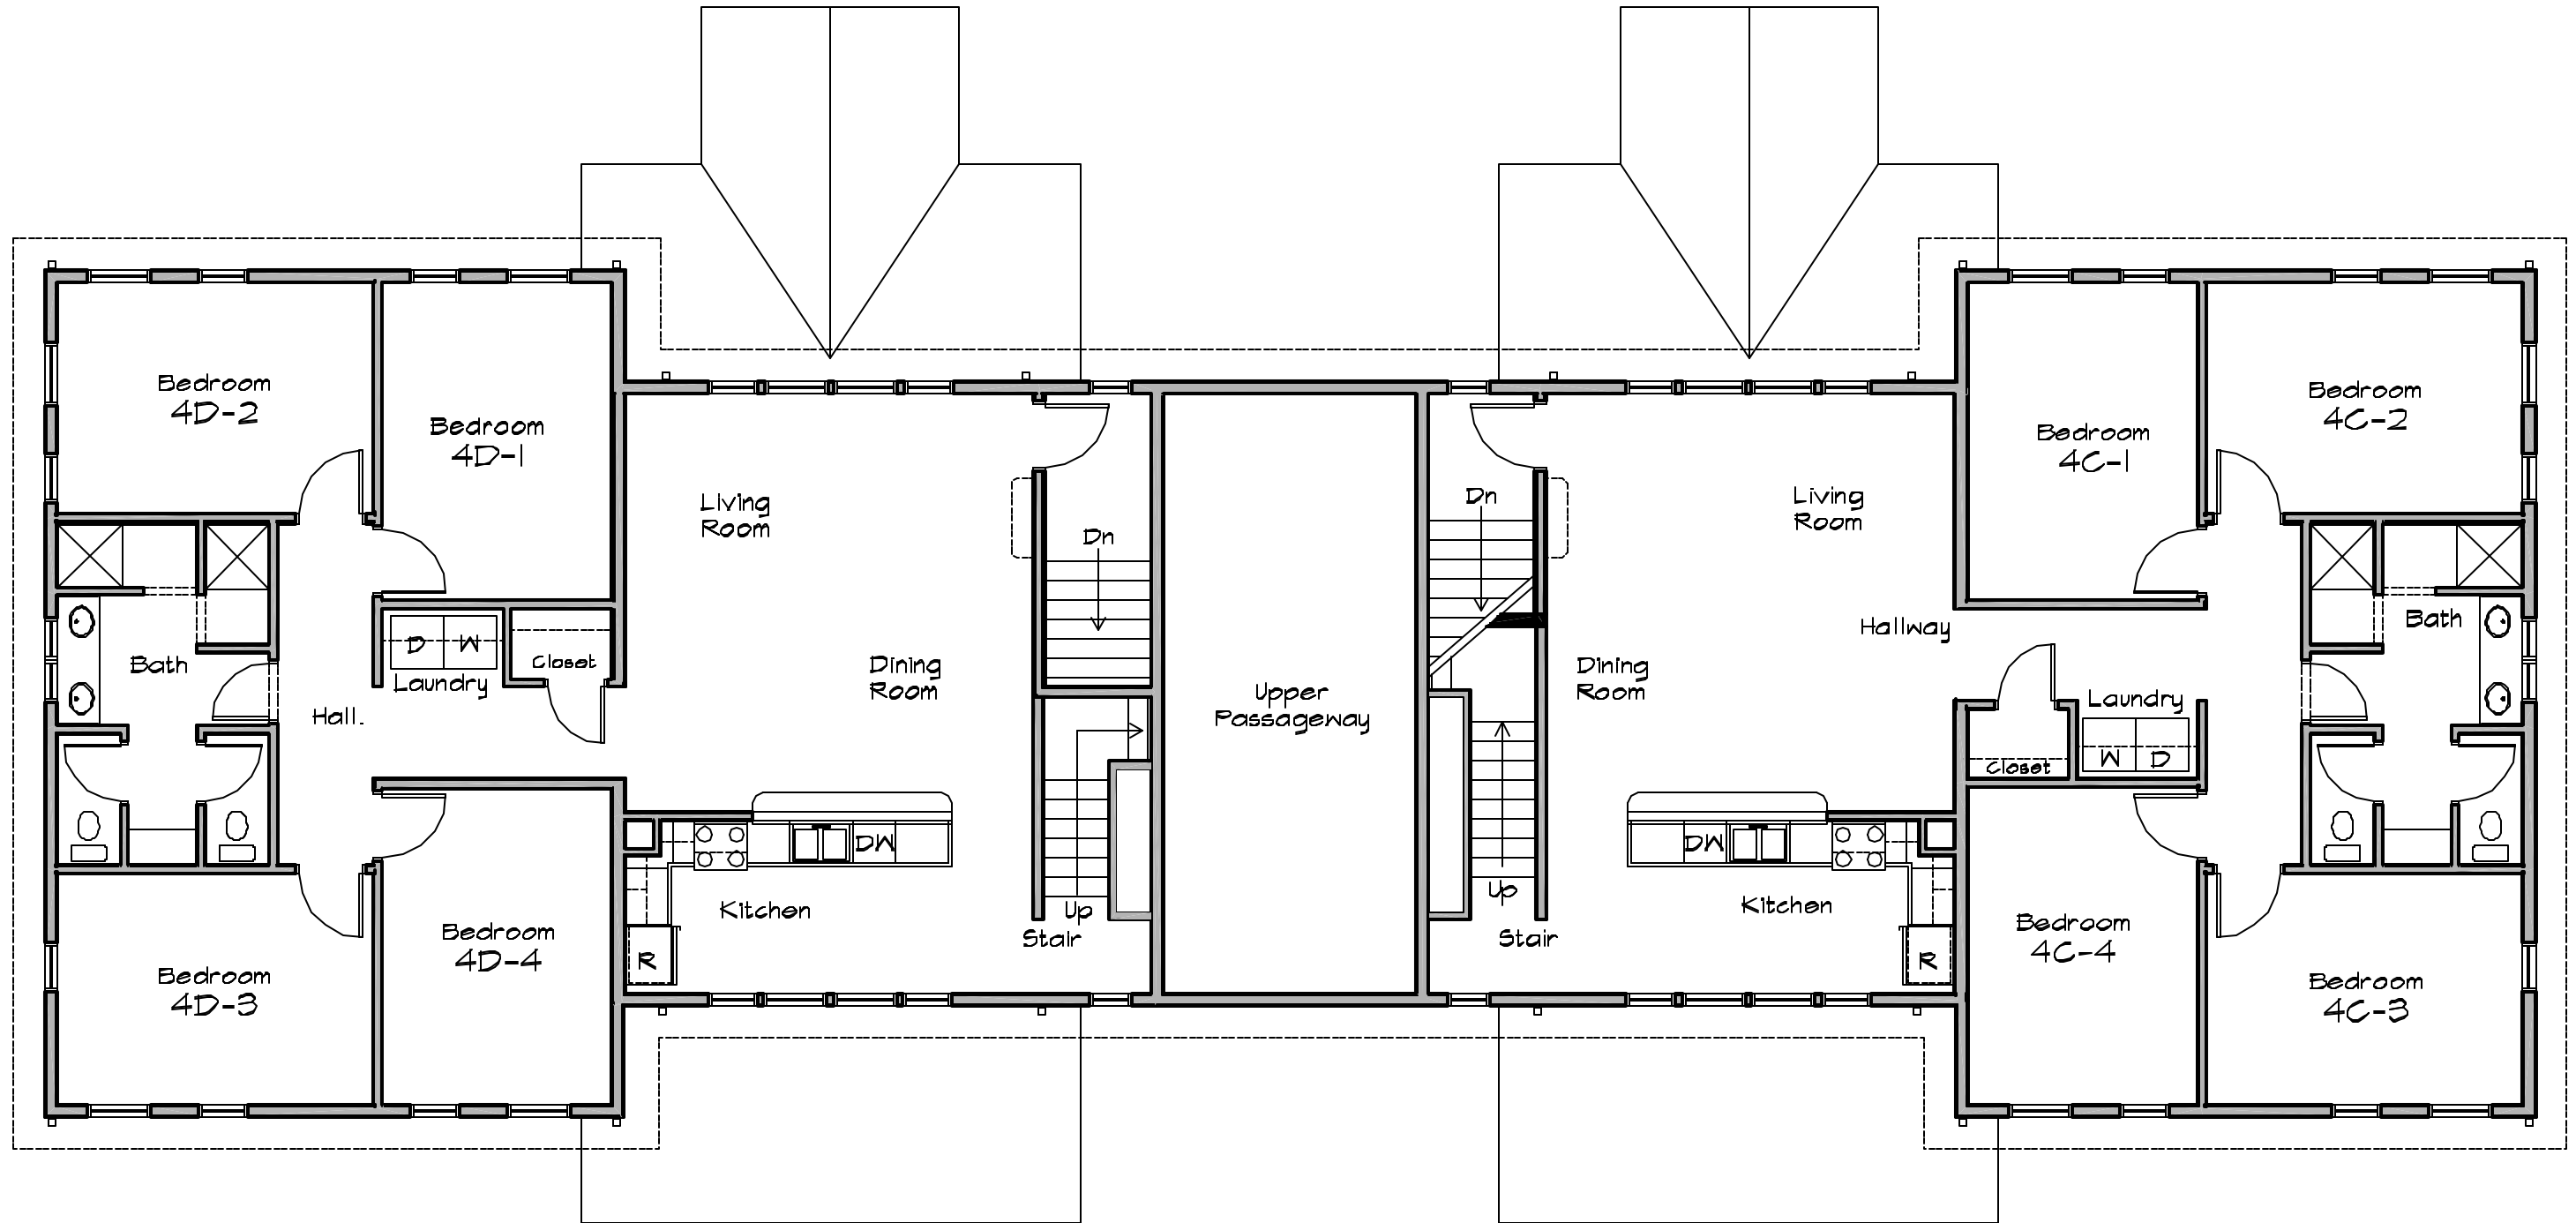 Bedroom
4D-2
Bedroom
4D-1
Living
Room
Dn
Dining
Room
Bath
Hall.
D W
Laundry
Closet
Bedroom
4D-3
Bedroom
4D-4
Kitchen
DW
R
Up
Stair
Upper
Passageway
Dn
Living
Room
Hallway
Dining
Room
Bedroom
4C-1
Bedroom
4C-2
Bath
Laundry
W D
Closet
DW
Kitchen
R
Up
Stair
Bedroom
4C-4
Bedroom
4C-3